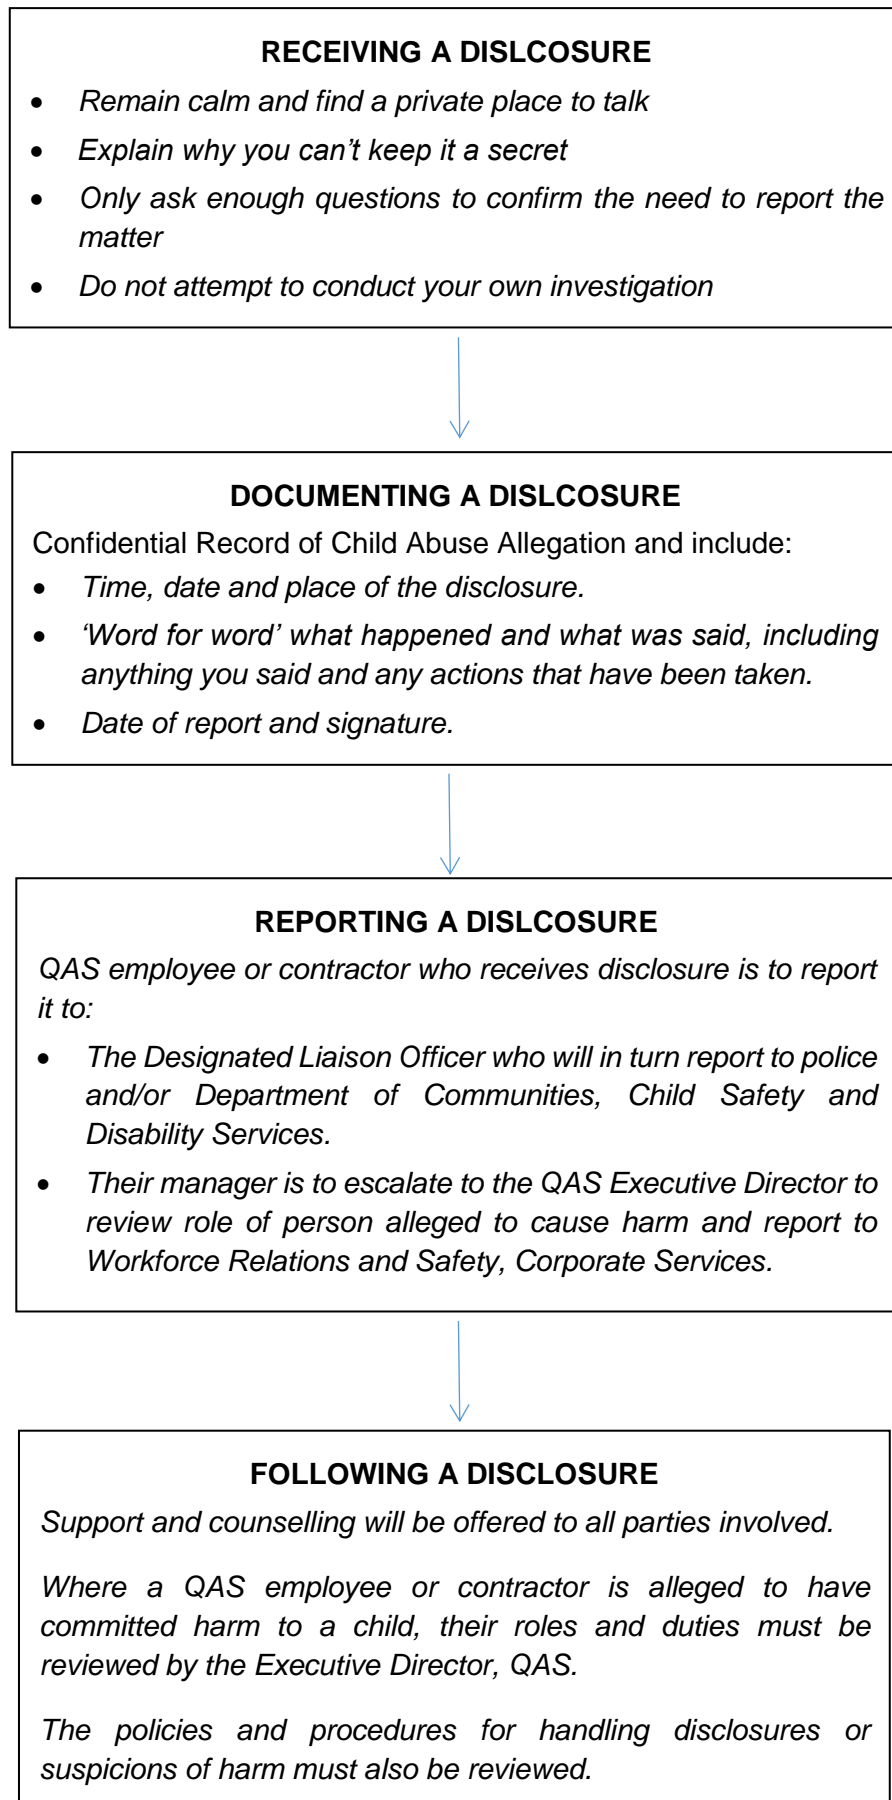 RECEIVING A DISLCOSURE
• Remain calm and find a private place to talk
• Explain why you can’t keep it a secret
• Only ask enough questions to confirm the need to report the
matter
• Do not attempt to conduct your own investigation
DOCUMENTING A DISLCOSURE
Confidential Record of Child Abuse Allegation and include:
• Time, date and place of the disclosure.
• ‘Word for word’ what happened and what was said, including
anything you said and any actions that have been taken.
• Date of report and signature.
REPORTING A DISLCOSURE
QAS employee or contractor who receives disclosure is to report
it to:
• The Designated Liaison Officer who will in turn report to police
and/or Department of Communities, Child Safety and
Disability Services.
• Their manager is to escalate to the QAS Executive Director to
review role of person alleged to cause harm and report to
Workforce Relations and Safety, Corporate Services.
FOLLOWING A DISCLOSURE
Support and counselling will be offered to all parties involved.
Where a QAS employee or contractor is alleged to have
committed harm to a child, their roles and duties must be
reviewed by the Executive Director, QAS.
The policies and procedures for handling disclosures or
suspicions of harm must also be reviewed.